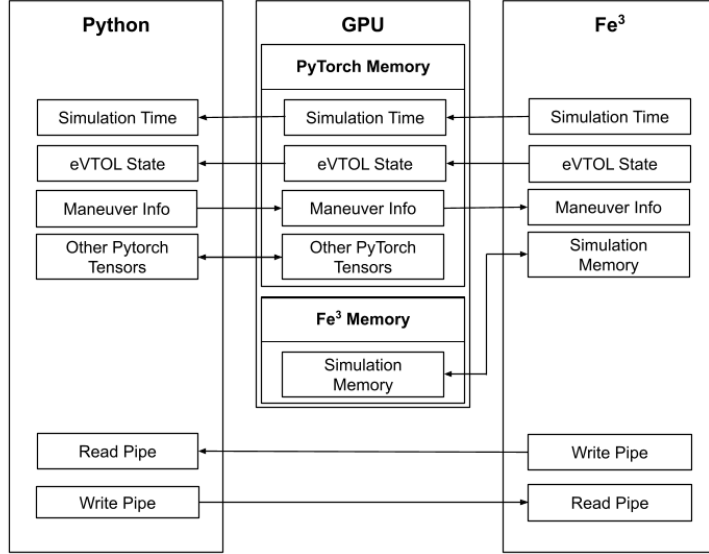 Python
GPU
Fe³
PyTorch Memory
Simulation Time
Simulation Time
Simulation Time
eVTOL State
eVTOL State
eVTOL State
Maneuver Info
Maneuver Info
Maneuver Info
Other Pytorch
Tensors
Other PyTorch
Tensors
Simulation
Memory
Fe³ Memory
Simulation
Memory
Read Pipe
Write Pipe
Write Pipe
Read Pipe